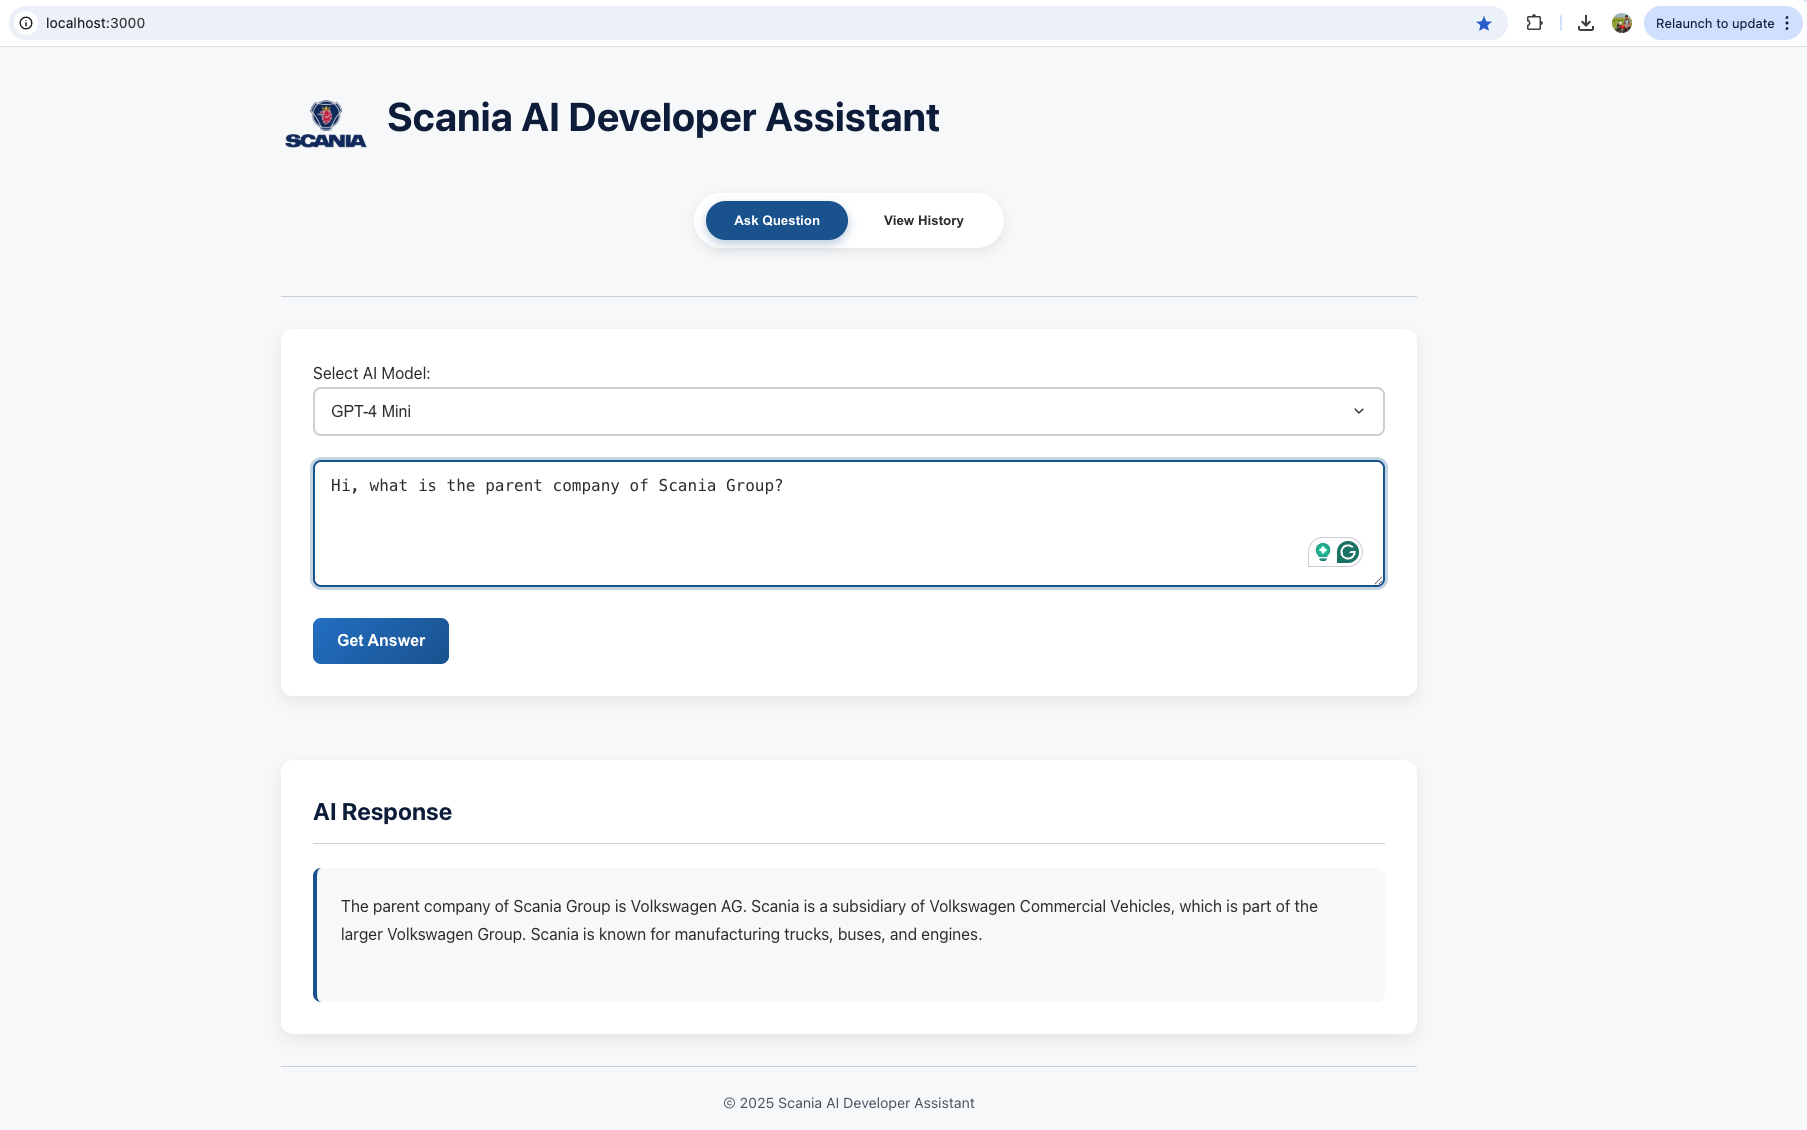 localhost:3000
Relaunch to update
SCANIA
Scania AI Developer Assistant
Ask Question
View History
Select AI Model:
GPT-4 Mini
Hi, what is the parent company of Scania Group?
Get Answer
AI Response
The parent company of Scania Group is Volkswagen AG. Scania is a subsidiary of Volkswagen Commercial Vehicles, which is part of the
larger Volkswagen Group. Scania is known for manufacturing trucks, buses, and engines.
© 2025 Scania AI Developer Assistant